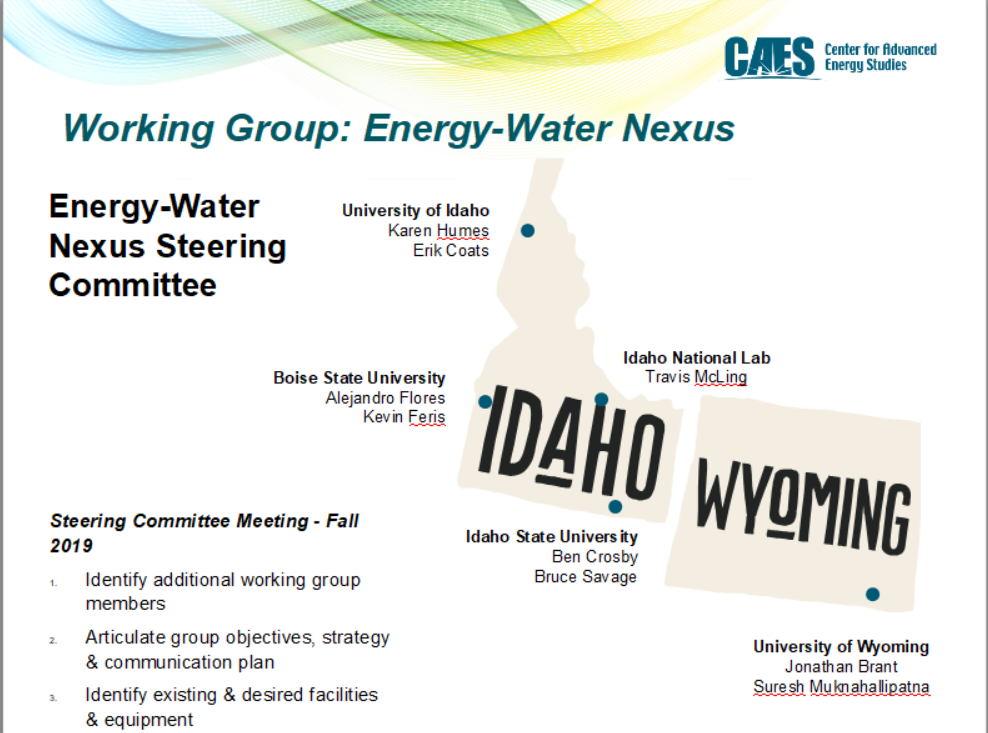 CAES Center for Advanced
Energy Studies
Working Group: Energy-Water Nexus
Energy-Water
Nexus Steering
Committee
University of Idaho
Karen Humes
Erik Coats
Idaho National Lab
Travis McLing
Boise State University
Alejandro Flores
Kevin Feris
IDAHO
WYOMING
Steering Committee Meeting - Fall
2019
1. Identify additional working group
members
2. Articulate group objectives, strategy
& communication plan
3. Identify existing & desired facilities
& equipment
Idaho State University
Ben Crosby
Bruce Savage
University of Wyoming
Jonathan Brant
Suresh Muknahallipatna